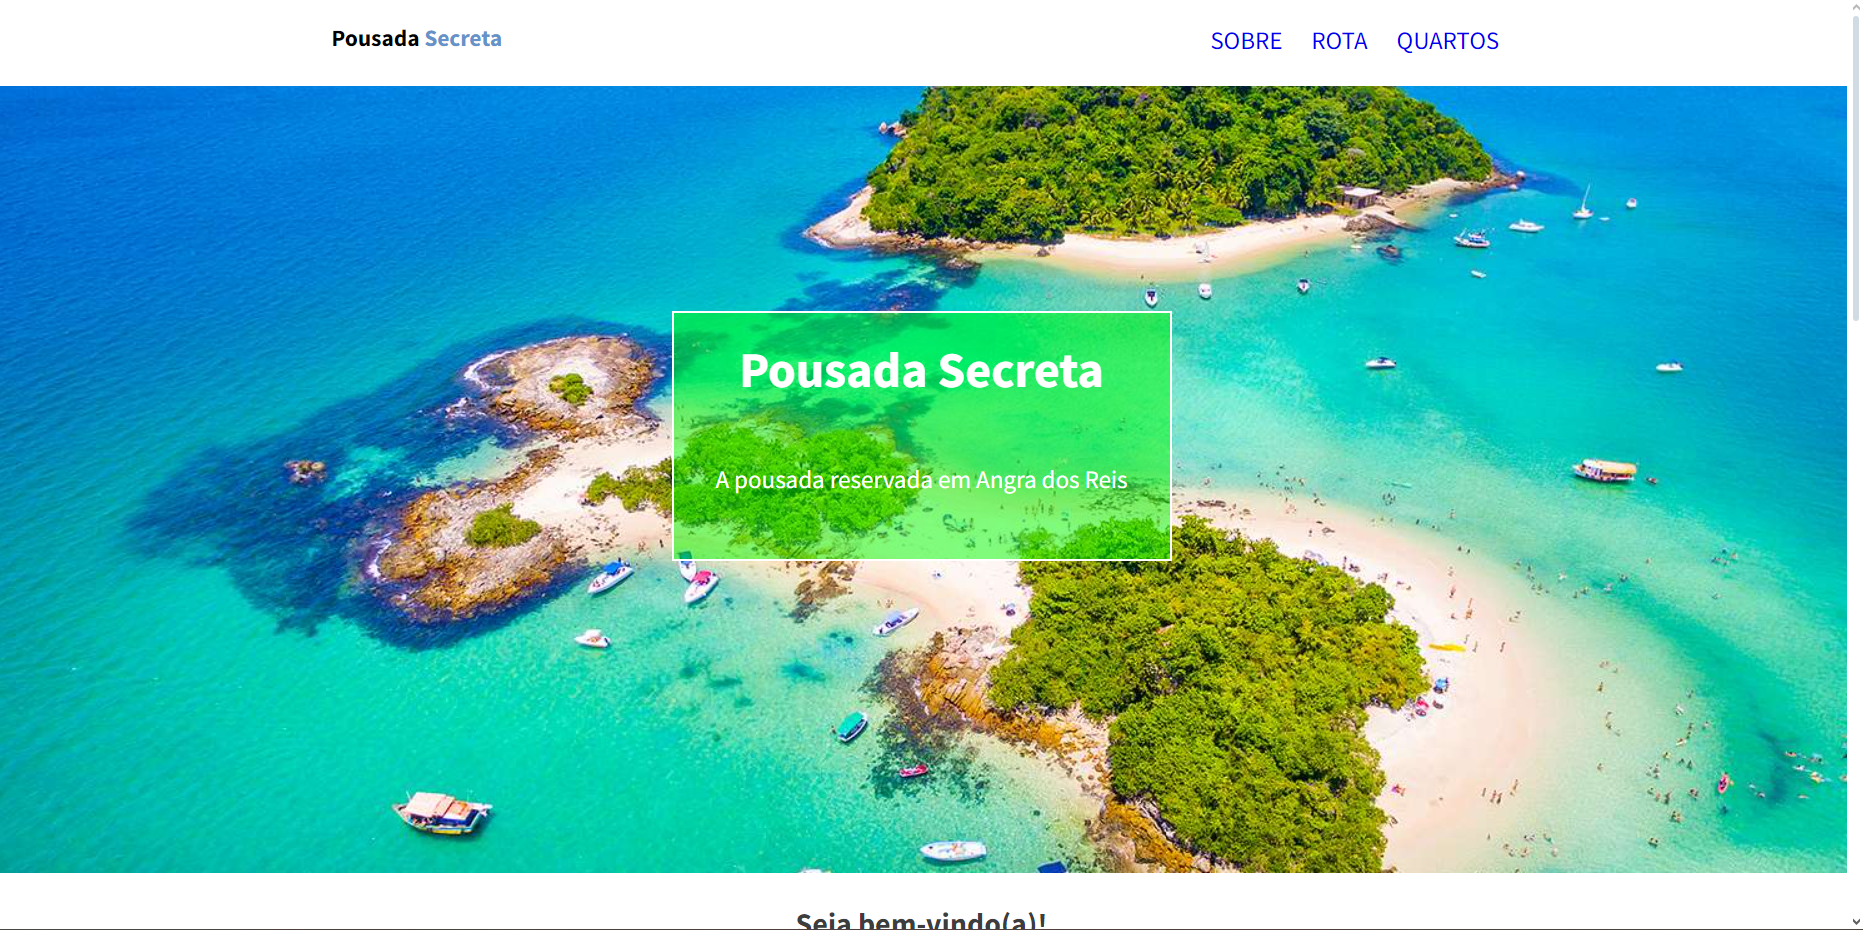 Pousada Secreta
SOBRE ROTA QUARTOS
Pousada Secreta
A pousada reservada em Angra dos Reis
Seja bem-vindo(a)!